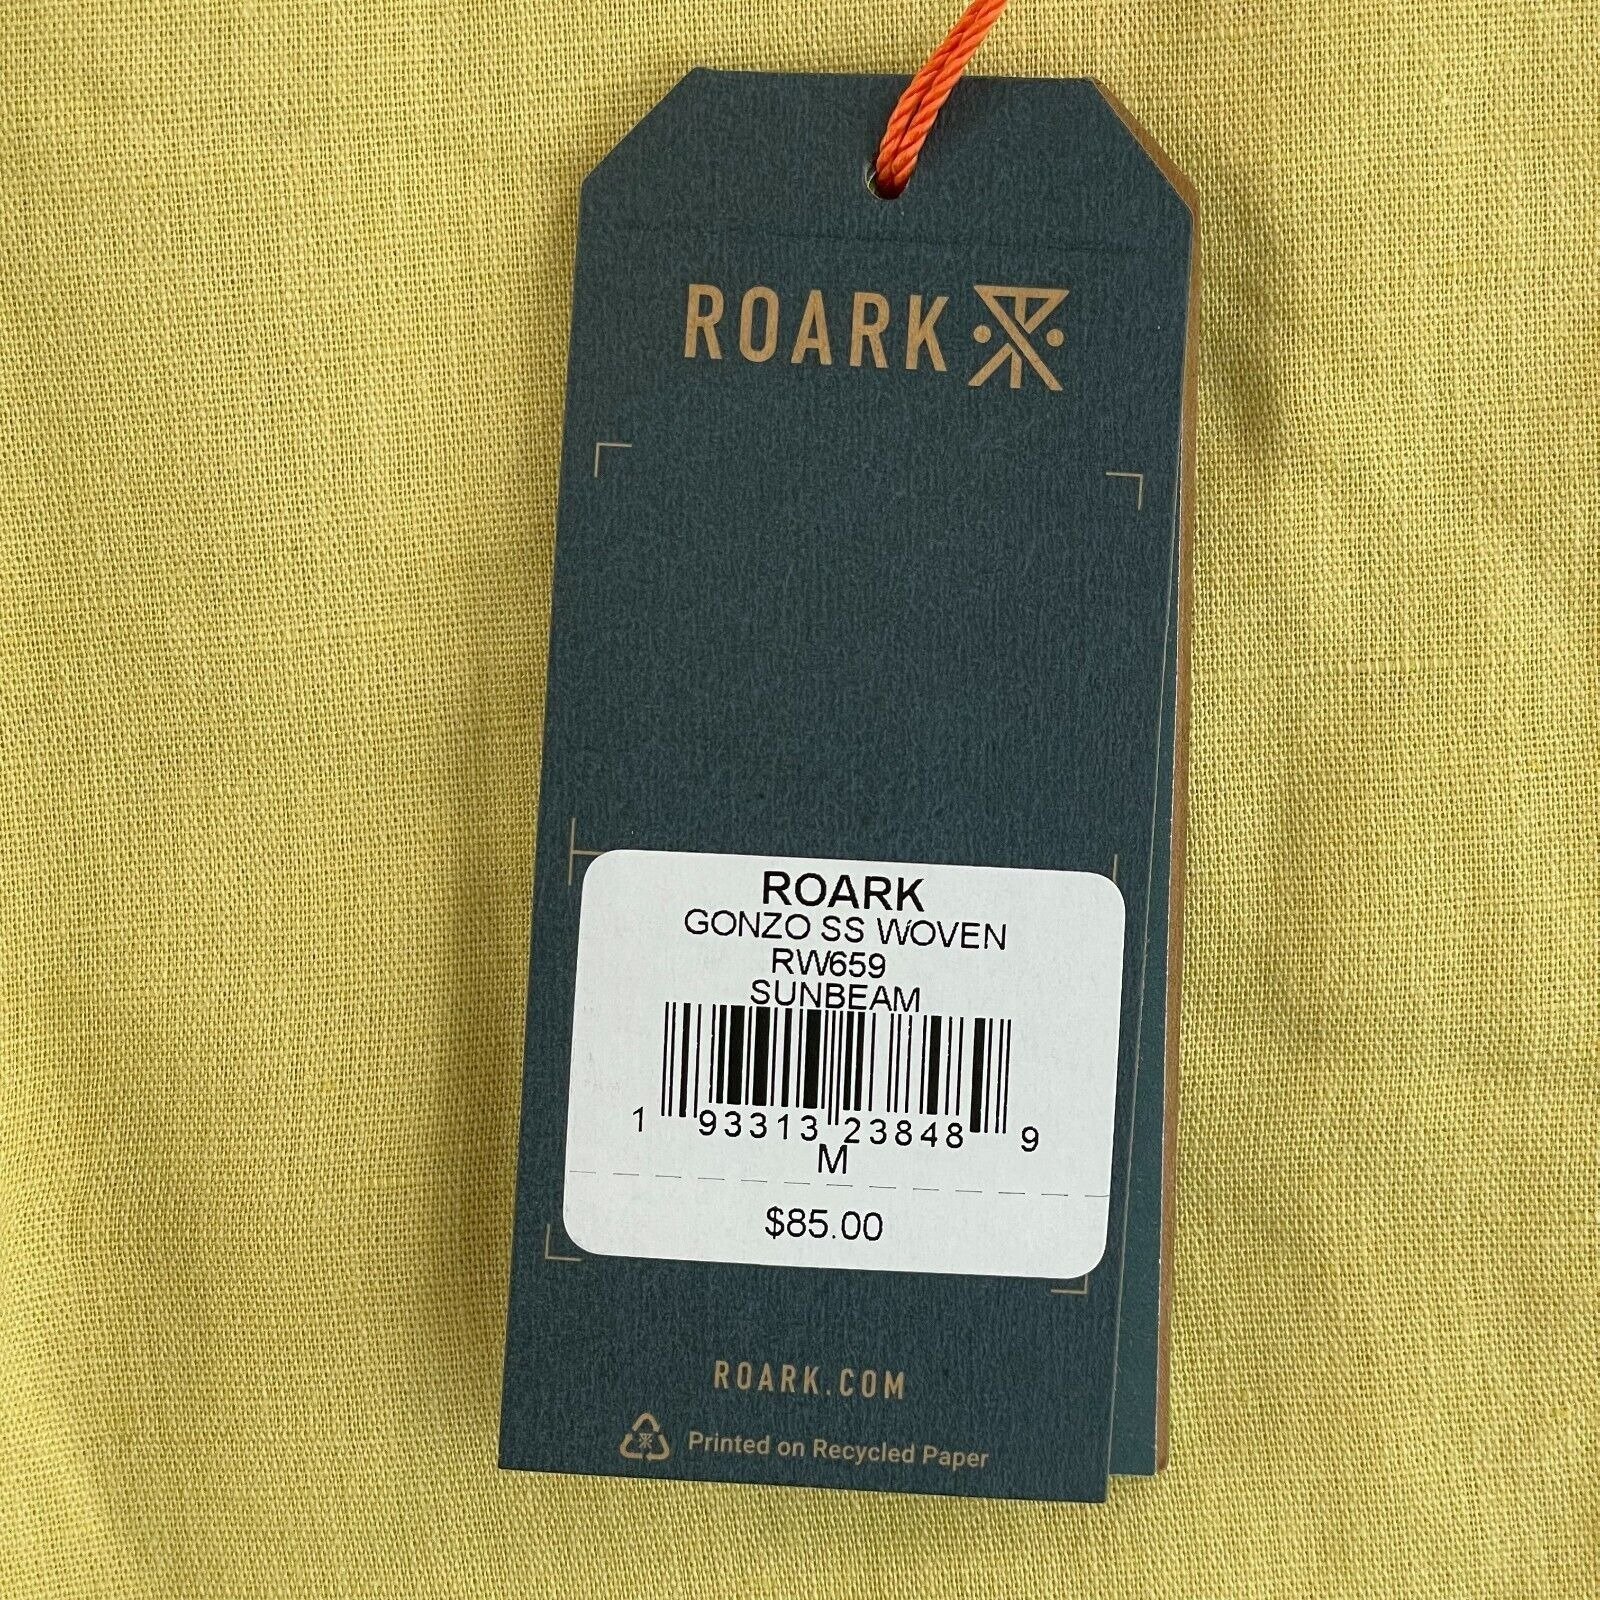 ROARK
ROARK
GONZO SS WOVEN
RW659
SUNBEAM
1 93313 23848 9
M
$85.00
ROARK.COM
Printed on Recycled Paper